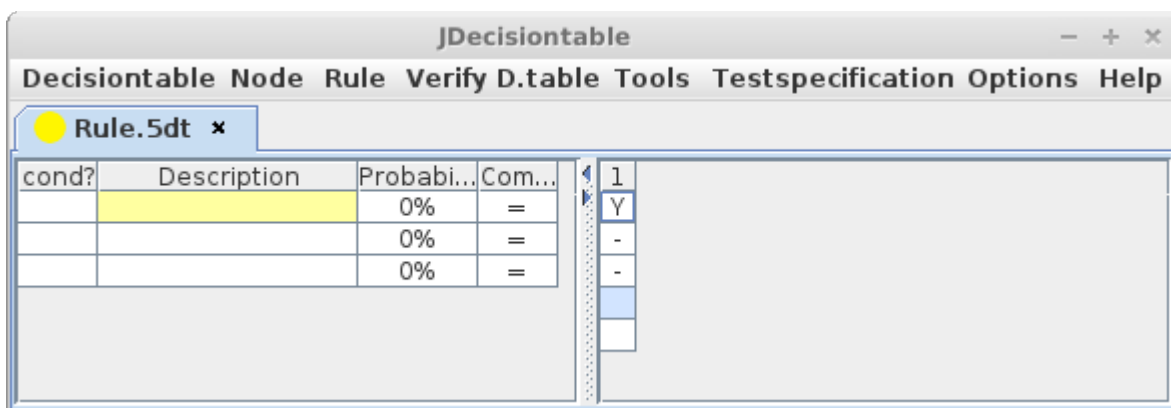 JDecisiontable
Decisiontable Node Rule Verify D.table Tools Testspecification Options Help
Rule.5dt ×
cond? Description Probabi... Com... 1
0% = Y
0% = -
0% = -